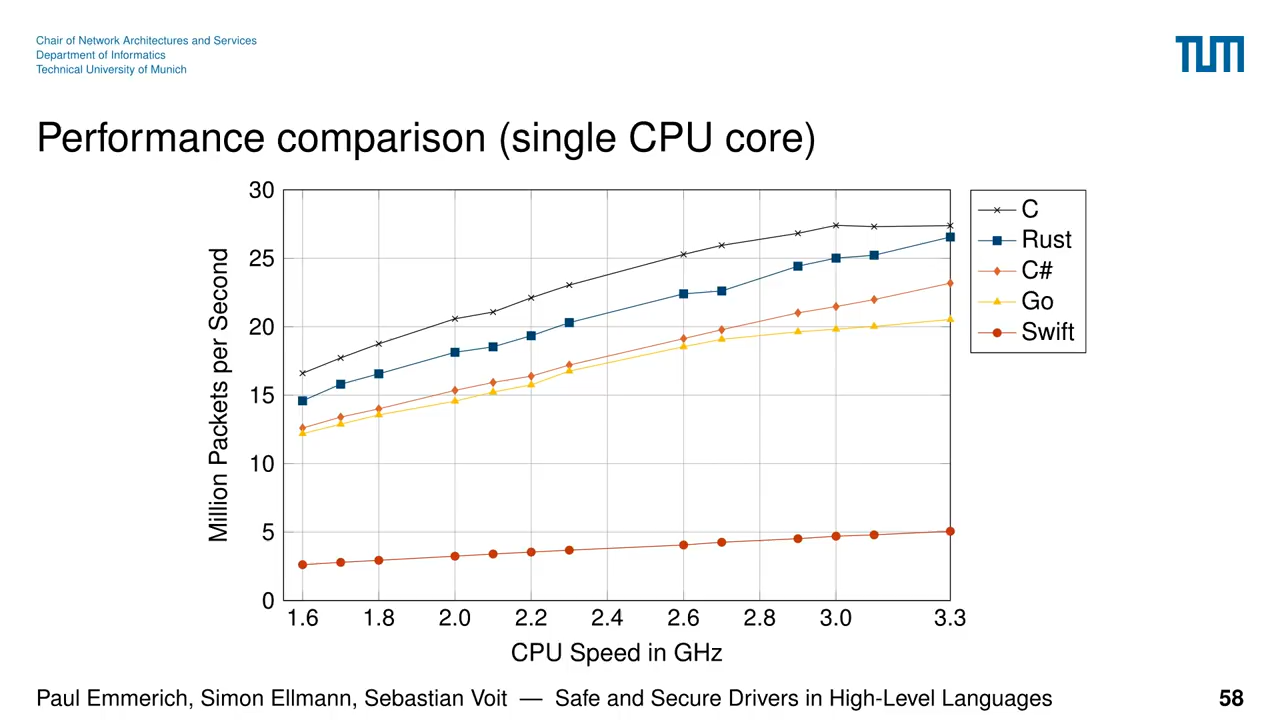 Chair of Network Architectures and Services
Department of Informatics
Technical University of Munich
TUM
Performance comparison (single CPU core)
Million Packets per Second
30
25
20
15
10
5
0
1.6 1.8 2.0 2.2 2.4 2.6 2.8 3.0 3.3
CPU Speed in GHz
C
Rust
C#
Go
Swift
Paul Emmerich, Simon Ellmann, Sebastian Voit — Safe and Secure Drivers in High-Level Languages 58